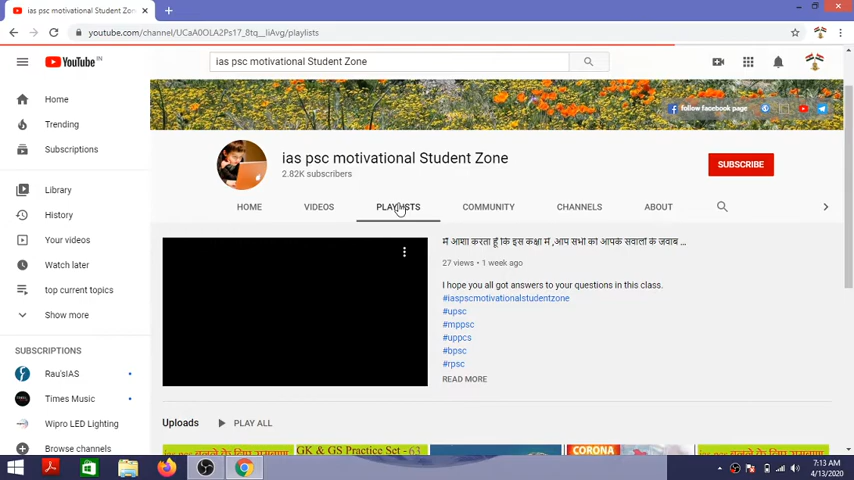 ias psc motivational Student Zone
youtube.com/channel/UCaA0OLA2Ps17_8tq__IiAvg/playlists
YouTube IN
ias psc motivational Student Zone
follow facebook page
Home
Trending
Subscriptions
Library
History
Your videos
Watch later
top current topics
Show more
SUBSCRIPTIONS
Rau'sIAS
Times Music
Wipro LED Lighting
Browse channels
ias psc motivational Student Zone
2.82K subscribers
SUBSCRIBE
HOME VIDEOS PLAYLISTS COMMUNITY CHANNELS ABOUT
मैं आशा करता हूँ कि इस कक्षा में ,आप सभी को आपके सवालों के जवाब ...
27 views • 1 week ago
I hope you all got answers to your questions in this class.
#iaspscmotivationalstudentzone
#upsc
#mppsc
#uppcs
#bpsc
#rpsc
READ MORE
Uploads PLAY ALL
GK & GS Practice Set -63
CORONA
7:13 AM
4/13/2020